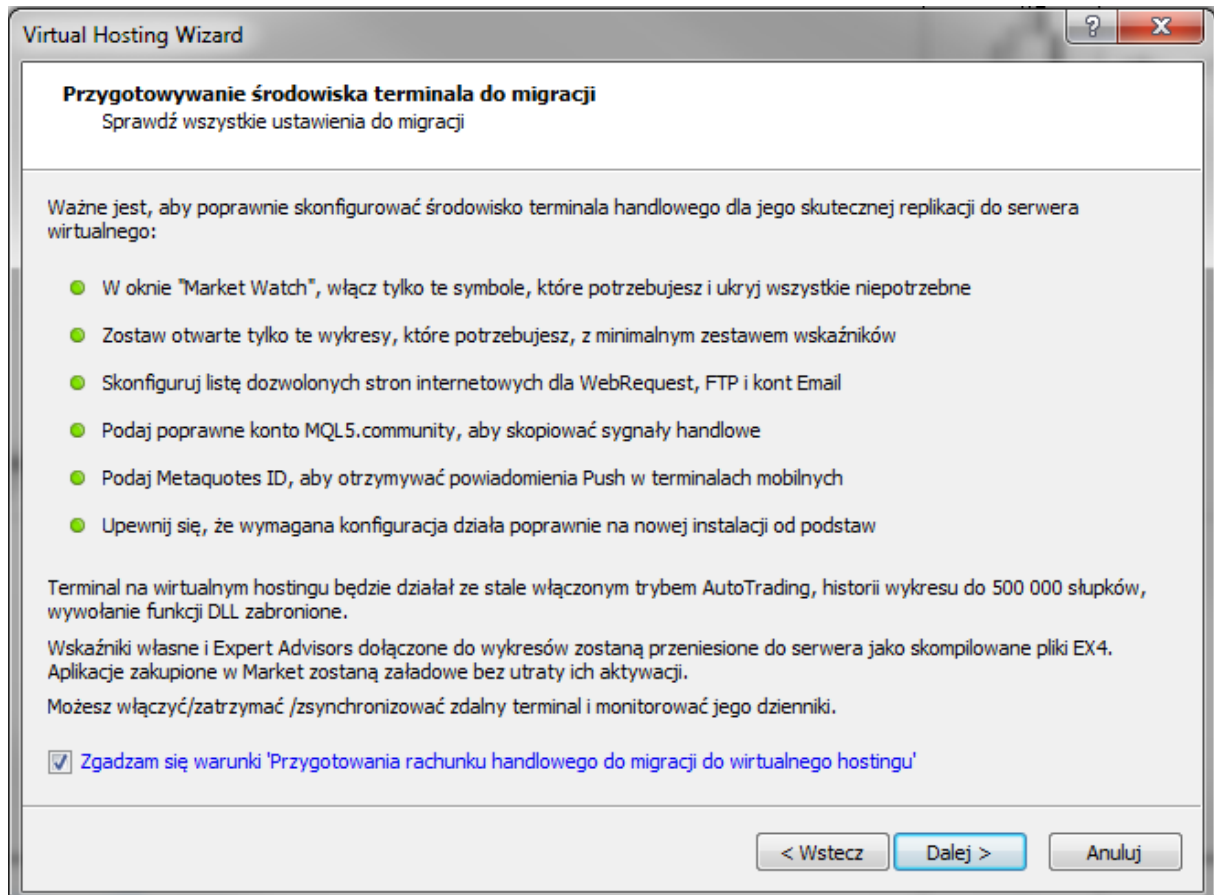 Virtual Hosting Wizard
Przygotowywanie środowiska terminala do migracji
Sprawdź wszystkie ustawienia do migracji
Ważne jest, aby poprawnie skonfigurować środowisko terminala handlowego dla jego skutecznej replikacji do serwera
wirtualnego:
W oknie "Market Watch", włącz tylko te symbole, które potrzebujesz i ukryj wszystkie niepotrzebne
Zostaw otwarte tylko te wykresy, które potrzebujesz, z minimalnym zestawem wskaźników
Skonfiguruj listę dozwolonych stron internetowych dla WebRequest, FTP i kont Email
Podaj poprawne konto MQL5.community, aby skopiować sygnały handlowe
Podaj Metaquotes ID, aby otrzymywać powiadomienia Push w terminalach mobilnych
Upewnij się, że wymagana konfiguracja działa poprawnie na nowej instalacji od podstaw
Terminal na wirtualnym hostingu będzie działał ze stale włączonym trybem AutoTrading, historii wykresu do 500 000 słupków,
wywołanie funkcji DLL zabronione.
Wskaźniki własne i Expert Advisors dołączone do wykresów zostaną przeniesione do serwera jako skompilowane pliki EX4.
Aplikacje zakupione w Market zostaną załadowe bez utraty ich aktywacji.
Możesz włączyć/zatrzymać /zsynchronizować zdalny terminal i monitorować jego dzienniki.
Zgadzam się warunki 'Przygotowania rachunku handlowego do migracji do wirtualnego hostingu'
< Wstecz Dalej > Anuluj